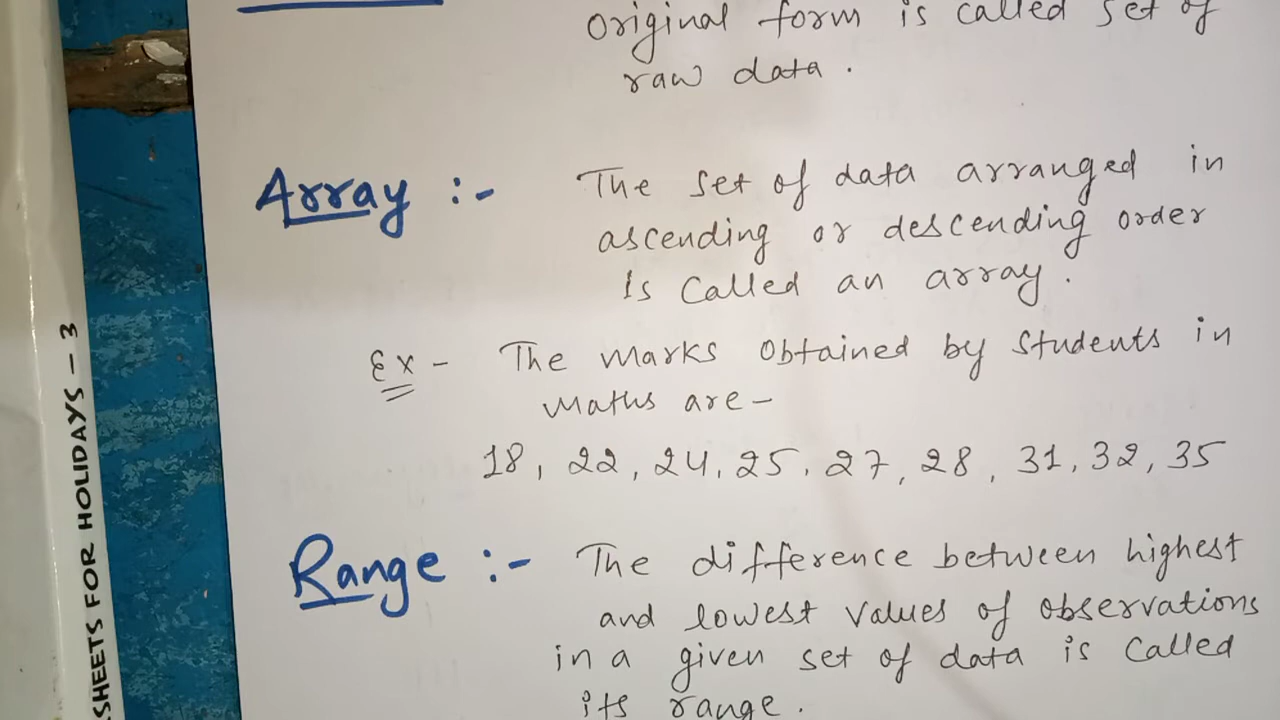 original form is called set of
raw data.
Array :- The set of data arranged in
ascending or descending order
is called an array.
Ex - The marks obtained by students in
Maths are -
18, 22, 24, 25, 27, 28, 31, 32, 35
Range :- The difference between highest
and lowest values of observations
in a given set of data is called
its range.
SHEETS FOR HOLIDAYS - 3